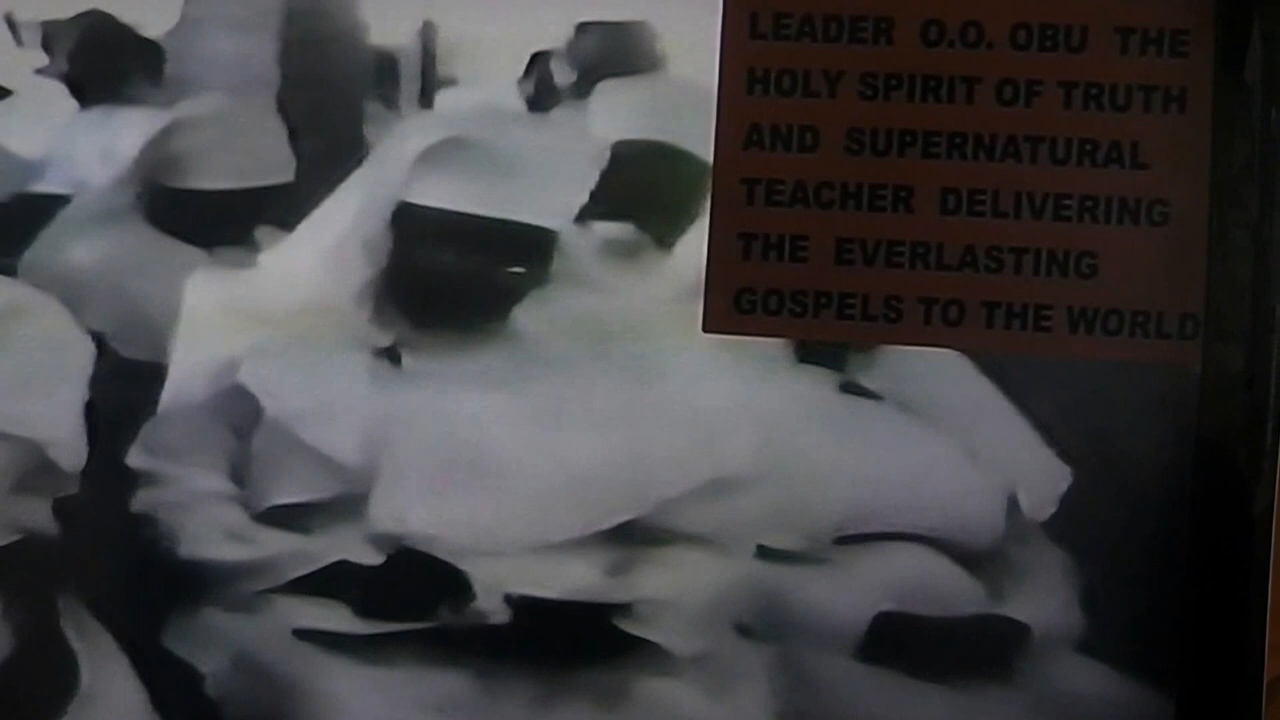 LEADER O.O. OBU THE
HOLY SPIRIT OF TRUTH
AND SUPERNATURAL
TEACHER DELIVERING
THE EVERLASTING
GOSPELS TO THE WORLD